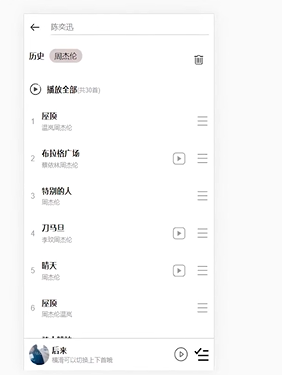 陈奕迅
历史 周杰伦
播放全部(共30首)
1 屋顶
温岚周杰伦
2 布拉格广场
蔡依林周杰伦
3 特别的人
周杰伦
4 刀马旦
李玟周杰伦
5 晴天
周杰伦
6 屋顶
周杰伦温岚
后来
横滑可以切换上下首哦